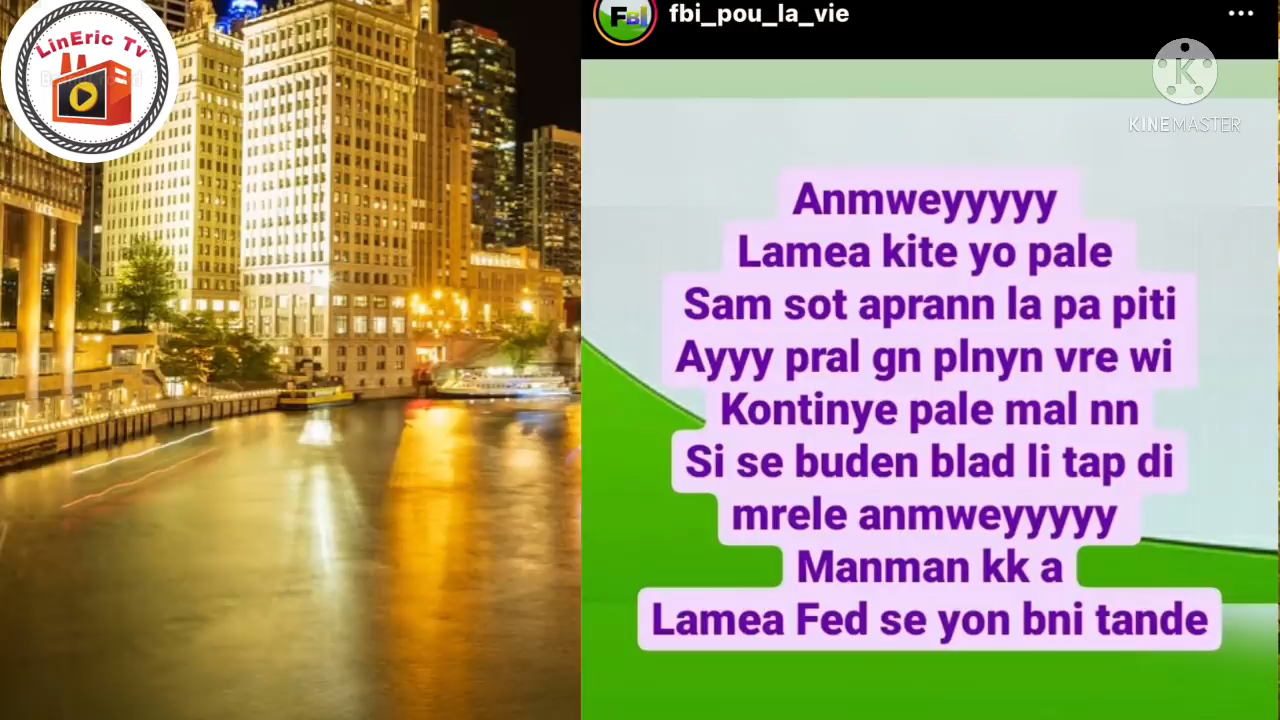 LinEric Tv
fbi_pou_la_vie
FBI
KINEMASTER
Anmweyyyyy
Lamea kite yo pale
Sam sot aprann la pa piti
Ayyy pral gn plnyn vre wi
Kontinye pale mal nn
Si se buden blad li tap di
mrele anmweyyyyy
Manman kk a
Lamea Fed se yon bni tande